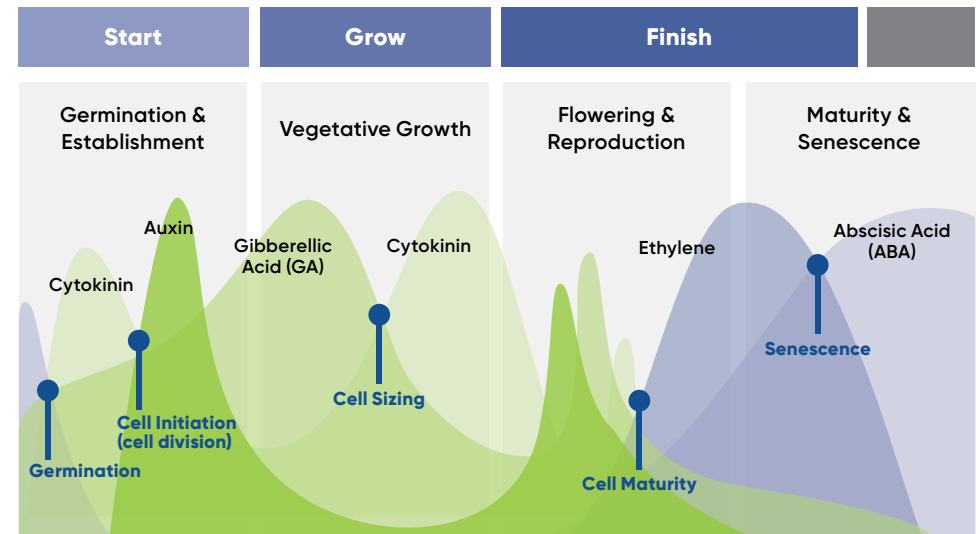 Start
Grow
Finish
Germination &
Establishment
Vegetative Growth
Flowering &
Reproduction
Maturity &
Senescence
Auxin
Cytokinin
Gibberellic
Acid (GA)
Cytokinin
Ethylene
Abscisic Acid
(ABA)
Germination
Cell Initiation
(cell division)
Cell Sizing
Cell Maturity
Senescence